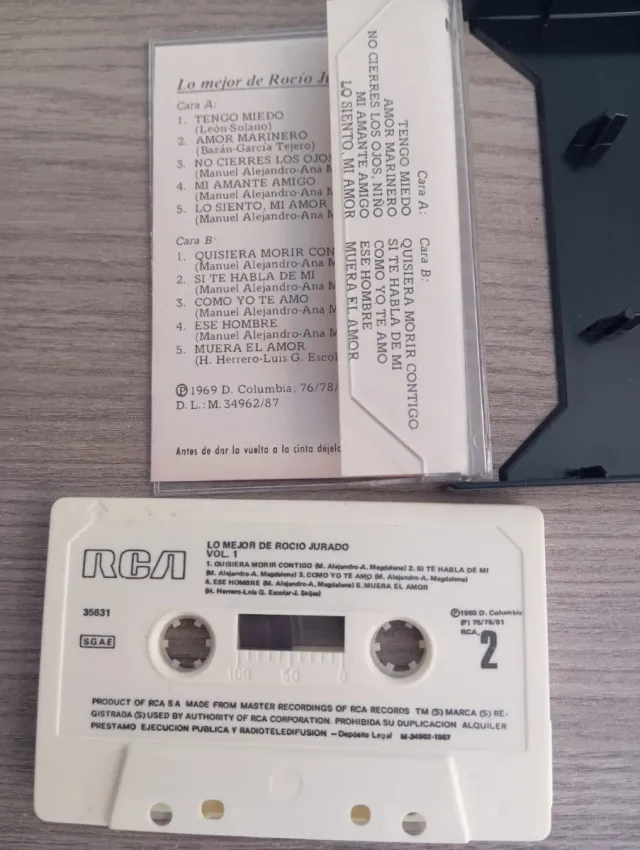 Lo mejor de Rocío
Cara A:
1. TENGO MIEDO
(León-Solano)
2. AMOR MARINERO
(Bazán-García Tejero)
3. NO CIERRES LOS OJOS
(Manuel Alejandro-Ana M
4. MI AMANTE AMIGO
(Manuel Alejandro-Ana M
5. LO SIENTO, MI AMOR
(Manuel Alejandro-Ana M
Cara B:
1. QUISIERA MORIR CON
(Manuel Alejandro-Ana M
2. SI TE HABLA DE MI
(Manuel Alejandro-Ana M
3. COMO YO TE AMO
(Manuel Alejandro-Ana M
4. ESE HOMBRE
(Manuel Alejandro-Ana M
5. MUERA EL AMOR
(H. Herrero-Luis G. Escol
Ⓟ 1969 D. Columbia; 76/78/
D. L.: M. 34962/87
Antes de dar la vuelta a la cinta déjela
Cara A:
TENGO MIEDO
AMOR MARINERO
NO CIERRES LOS OJOS, NIÑO
MI AMANTE AMIGO
LO SIENTO, MI AMOR
Cara B:
QUISIERA MORIR CONTIGO
SI TE HABLA DE MI
COMO YO TE AMO
ESE HOMBRE
MUERA EL AMOR
RCA
LO MEJOR DE ROCIO JURADO
VOL. 1
1. QUISIERA MORIR CONTIGO (M. Alejandro-A. Magdalena) 2. SI TE HABLA DE MI
(M. Alejandro-A. Magdalena) 3. COMO YO TE AMO (M. Alejandro-A. Magdalena)
4. ESE HOMBRE (M. Alejandro-A. Magdalena) 5. MUERA EL AMOR
(H. Herrero-Luis G. Escolar-J. Seijas)
35631
S.G.A.E
Ⓟ1969 D. Columbia
(P) 76/78/81
RCA.
2
100 50 0
PRODUCT OF RCA S A MADE FROM MASTER RECORDINGS OF RCA RECORDS TM (S) MARCA (S) RE-
GISTRADA (S) USED BY AUTHORITY OF RCA CORPORATION. PROHIBIDA SU DUPLICACION ALQUILER
PRESTAMO EJECUCION PUBLICA Y RADIOTELEDIFUSION – Depósito Legal M-34962-1987